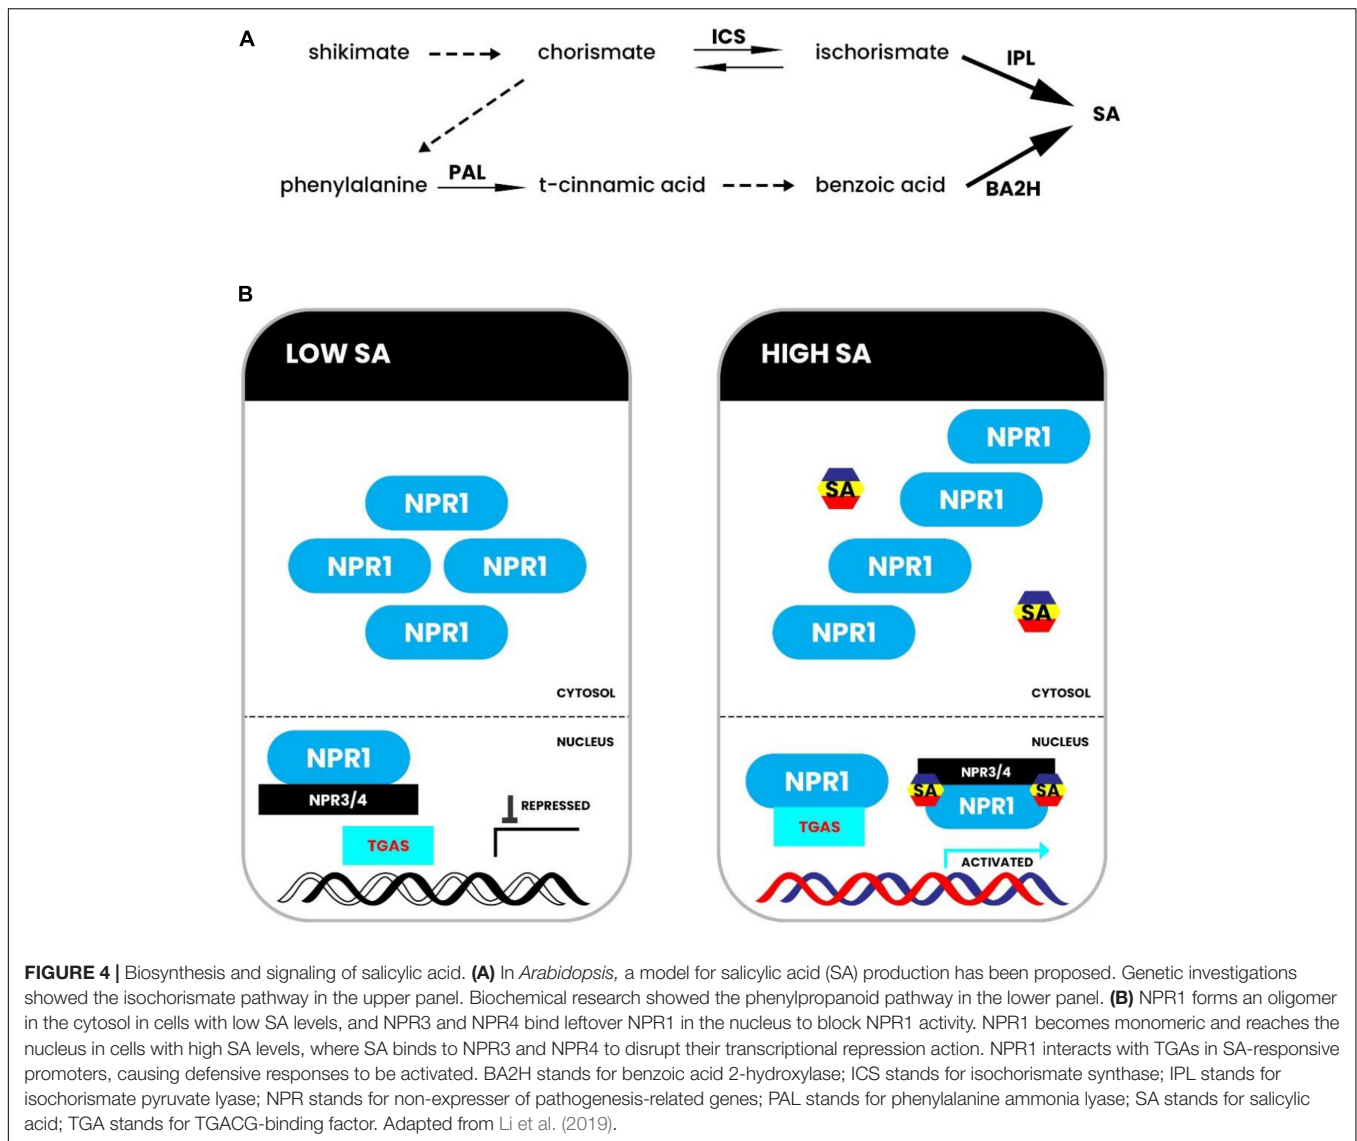 A
shikimate
chorismate
ICS
ischorismate
IPL
SA
phenylalanine
PAL
t-cinnamic acid
benzoic acid
BA2H
B
LOW SA
NPR1
NPR1
NPR1
NPR1
CYTOSOL
NUCLEUS
NPR1
NPR3/4
REPRESSED
TGAS
HIGH SA
NPR1
SA
NPR1
NPR1
SA
NPR1
CYTOSOL
NUCLEUS
NPR1
TGAS
NPR3/4
SA
SA
NPR1
ACTIVATED
FIGURE 4 | Biosynthesis and signaling of salicylic acid. (A) In Arabidopsis, a model for salicylic acid (SA) production has been proposed. Genetic investigations
showed the isochorismate pathway in the upper panel. Biochemical research showed the phenylpropanoid pathway in the lower panel. (B) NPR1 forms an oligomer
in the cytosol in cells with low SA levels, and NPR3 and NPR4 bind leftover NPR1 in the nucleus to block NPR1 activity. NPR1 becomes monomeric and reaches the
nucleus in cells with high SA levels, where SA binds to NPR3 and NPR4 to disrupt their transcriptional repression action. NPR1 interacts with TGAs in SA-responsive
promoters, causing defensive responses to be activated. BA2H stands for benzoic acid 2-hydroxylase; ICS stands for isochorismate synthase; IPL stands for
isochorismate pyruvate lyase; NPR stands for non-expresser of pathogenesis-related genes; PAL stands for phenylalanine ammonia lyase; SA stands for salicylic
acid; TGA stands for TGACG-binding factor. Adapted from Li et al. (2019).